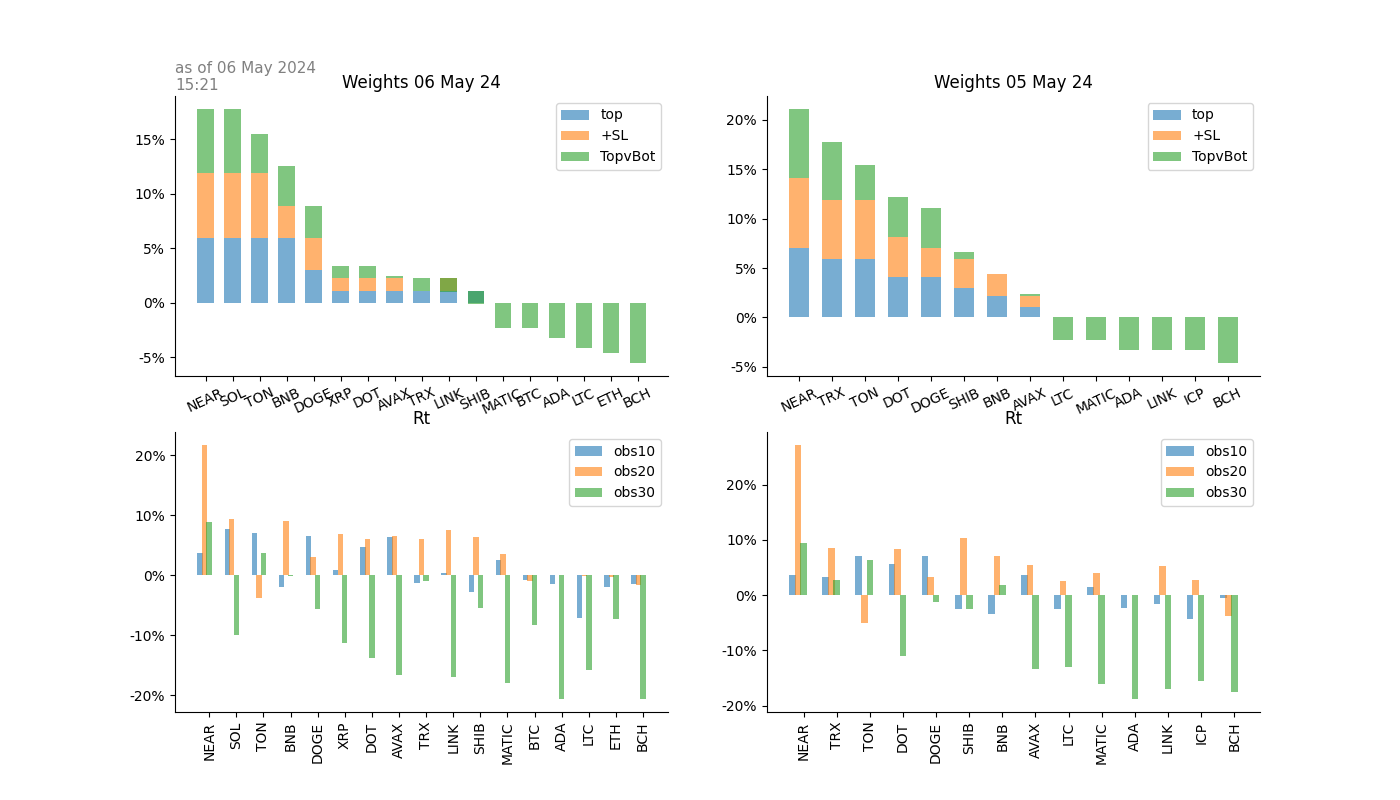 as of 06 May 2024
15:21
Weights 06 May 24
15%
10%
5%
0%
-5%
top
+SL
TopvBot
NEAR SOL TON BNB DOGE XRP DOT AVAX TRX LINK SHIB MATIC BTC ADA LTC ETH BCH
Weights 05 May 24
20%
15%
10%
5%
0%
-5%
top
+SL
TopvBot
NEAR TRX TON DOT DOGE SHIB BNB AVAX LTC MATIC ADA LINK ICP BCH
Rt
20%
10%
0%
-10%
-20%
obs10
obs20
obs30
NEAR SOL TON BNB DOGE XRP DOT AVAX TRX LINK SHIB MATIC BTC ADA LTC ETH BCH
Rt
20%
10%
0%
-10%
-20%
obs10
obs20
obs30
NEAR TRX TON DOT DOGE SHIB BNB AVAX LTC MATIC ADA LINK ICP BCH